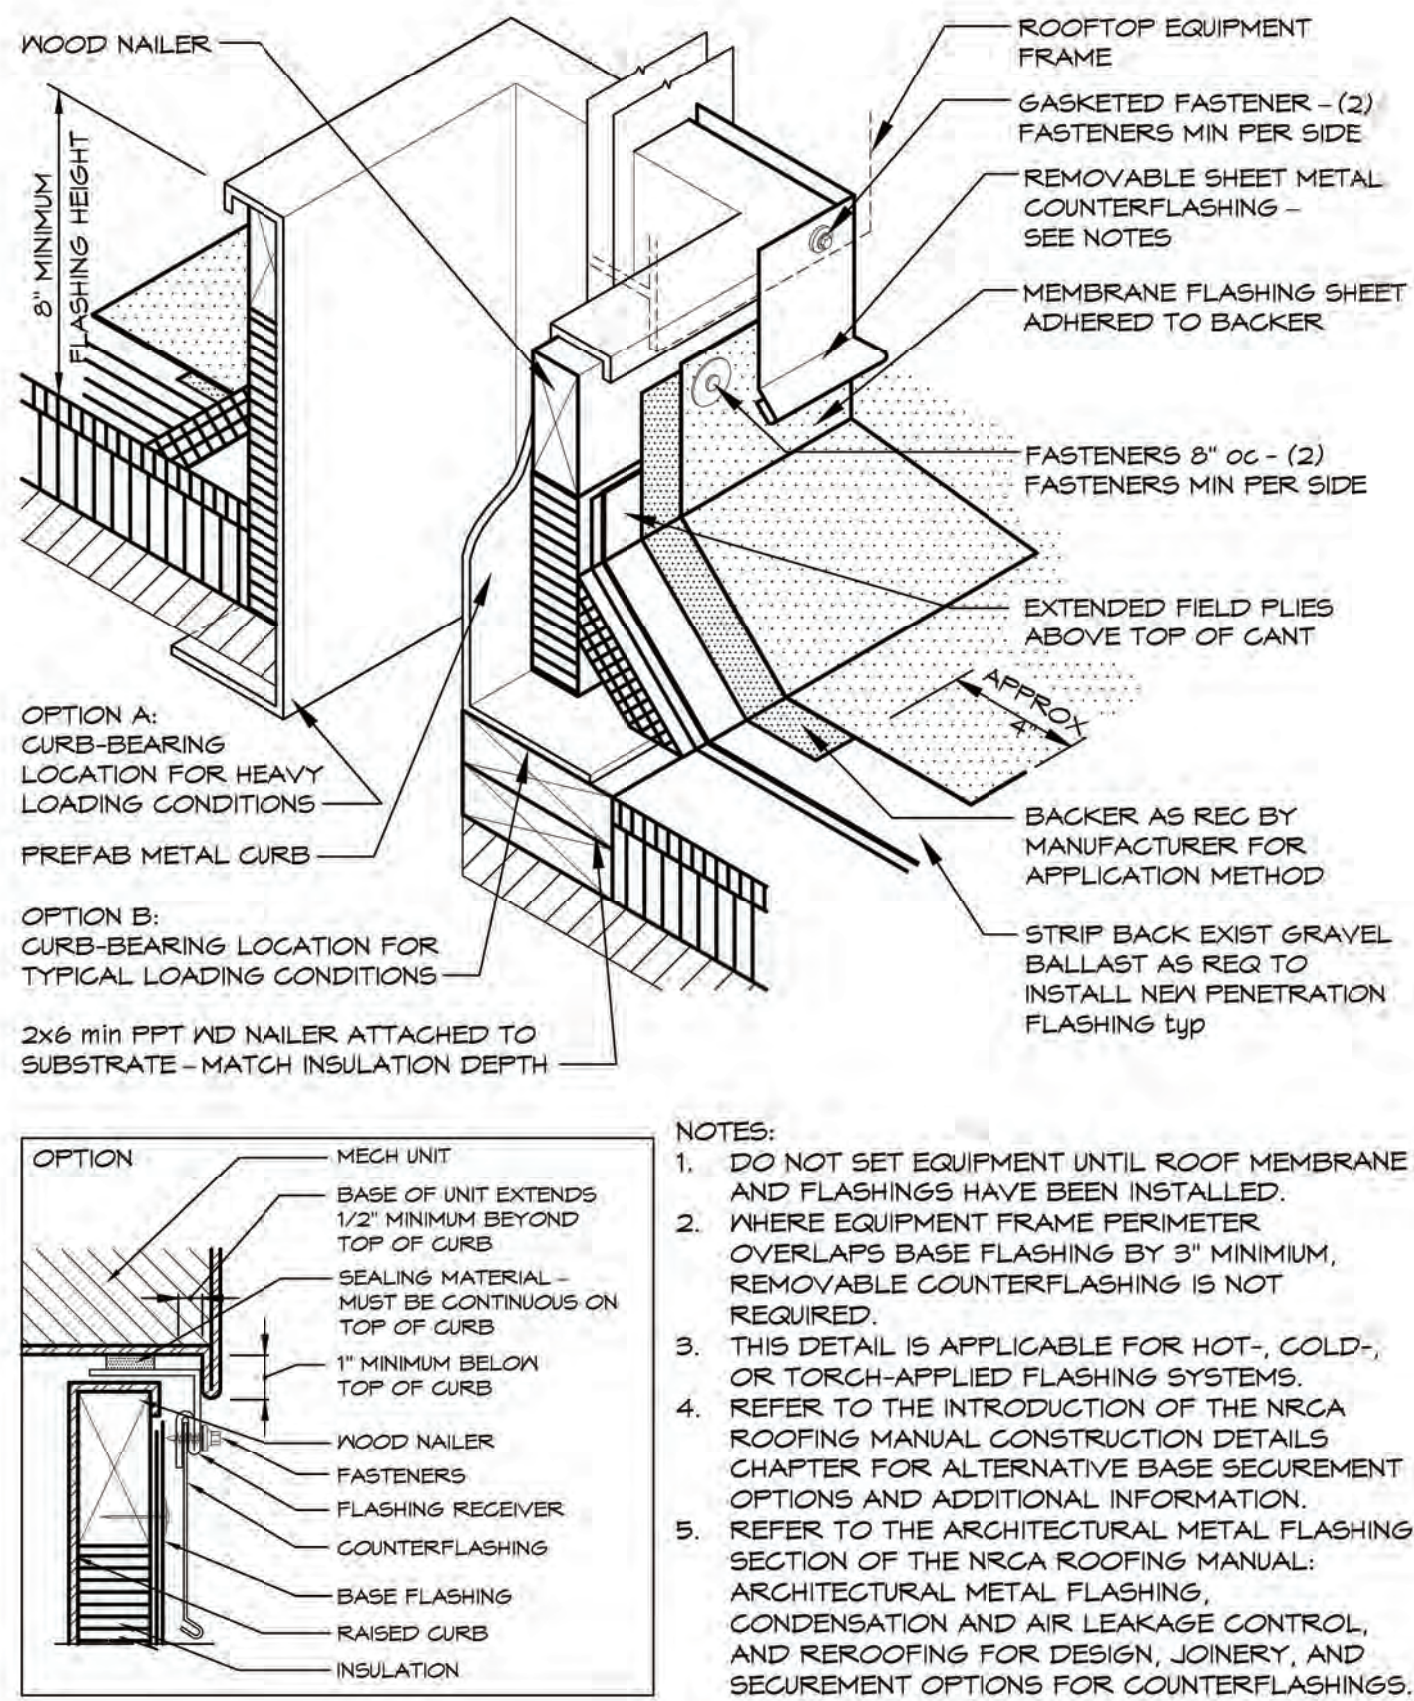 WOOD NAILER
8" MINIMUM
FLASHING HEIGHT
ROOFTOP EQUIPMENT
FRAME
GASKETED FASTENER – (2)
FASTENERS MIN PER SIDE
REMOVABLE SHEET METAL
COUNTERFLASHING –
SEE NOTES
MEMBRANE FLASHING SHEET
ADHERED TO BACKER
FASTENERS 8" oc – (2)
FASTENERS MIN PER SIDE
EXTENDED FIELD PLIES
ABOVE TOP OF CANT
APPROX
4"
BACKER AS REC BY
MANUFACTURER FOR
APPLICATION METHOD
STRIP BACK EXIST GRAVEL
BALLAST AS REQ TO
INSTALL NEW PENETRATION
FLASHING typ
OPTION A:
CURB-BEARING
LOCATION FOR HEAVY
LOADING CONDITIONS
PREFAB METAL CURB
OPTION B:
CURB-BEARING LOCATION FOR
TYPICAL LOADING CONDITIONS
2x6 min PPT WD NAILER ATTACHED TO
SUBSTRATE – MATCH INSULATION DEPTH
OPTION
MECH UNIT
BASE OF UNIT EXTENDS
1/2" MINIMUM BEYOND
TOP OF CURB
SEALING MATERIAL –
MUST BE CONTINUOUS ON
TOP OF CURB
1" MINIMUM BELOW
TOP OF CURB
WOOD NAILER
FASTENERS
FLASHING RECEIVER
COUNTERFLASHING
BASE FLASHING
RAISED CURB
INSULATION
NOTES:
1. DO NOT SET EQUIPMENT UNTIL ROOF MEMBRANE
AND FLASHINGS HAVE BEEN INSTALLED.
2. WHERE EQUIPMENT FRAME PERIMETER
OVERLAPS BASE FLASHING BY 3" MINIMIUM,
REMOVABLE COUNTERFLASHING IS NOT
REQUIRED.
3. THIS DETAIL IS APPLICABLE FOR HOT-, COLD-,
OR TORCH-APPLIED FLASHING SYSTEMS.
4. REFER TO THE INTRODUCTION OF THE NRCA
ROOFING MANUAL CONSTRUCTION DETAILS
CHAPTER FOR ALTERNATIVE BASE SECUREMENT
OPTIONS AND ADDITIONAL INFORMATION.
5. REFER TO THE ARCHITECTURAL METAL FLASHING
SECTION OF THE NRCA ROOFING MANUAL:
ARCHITECTURAL METAL FLASHING,
CONDENSATION AND AIR LEAKAGE CONTROL,
AND REROOFING FOR DESIGN, JOINERY, AND
SECUREMENT OPTIONS FOR COUNTERFLASHINGS.